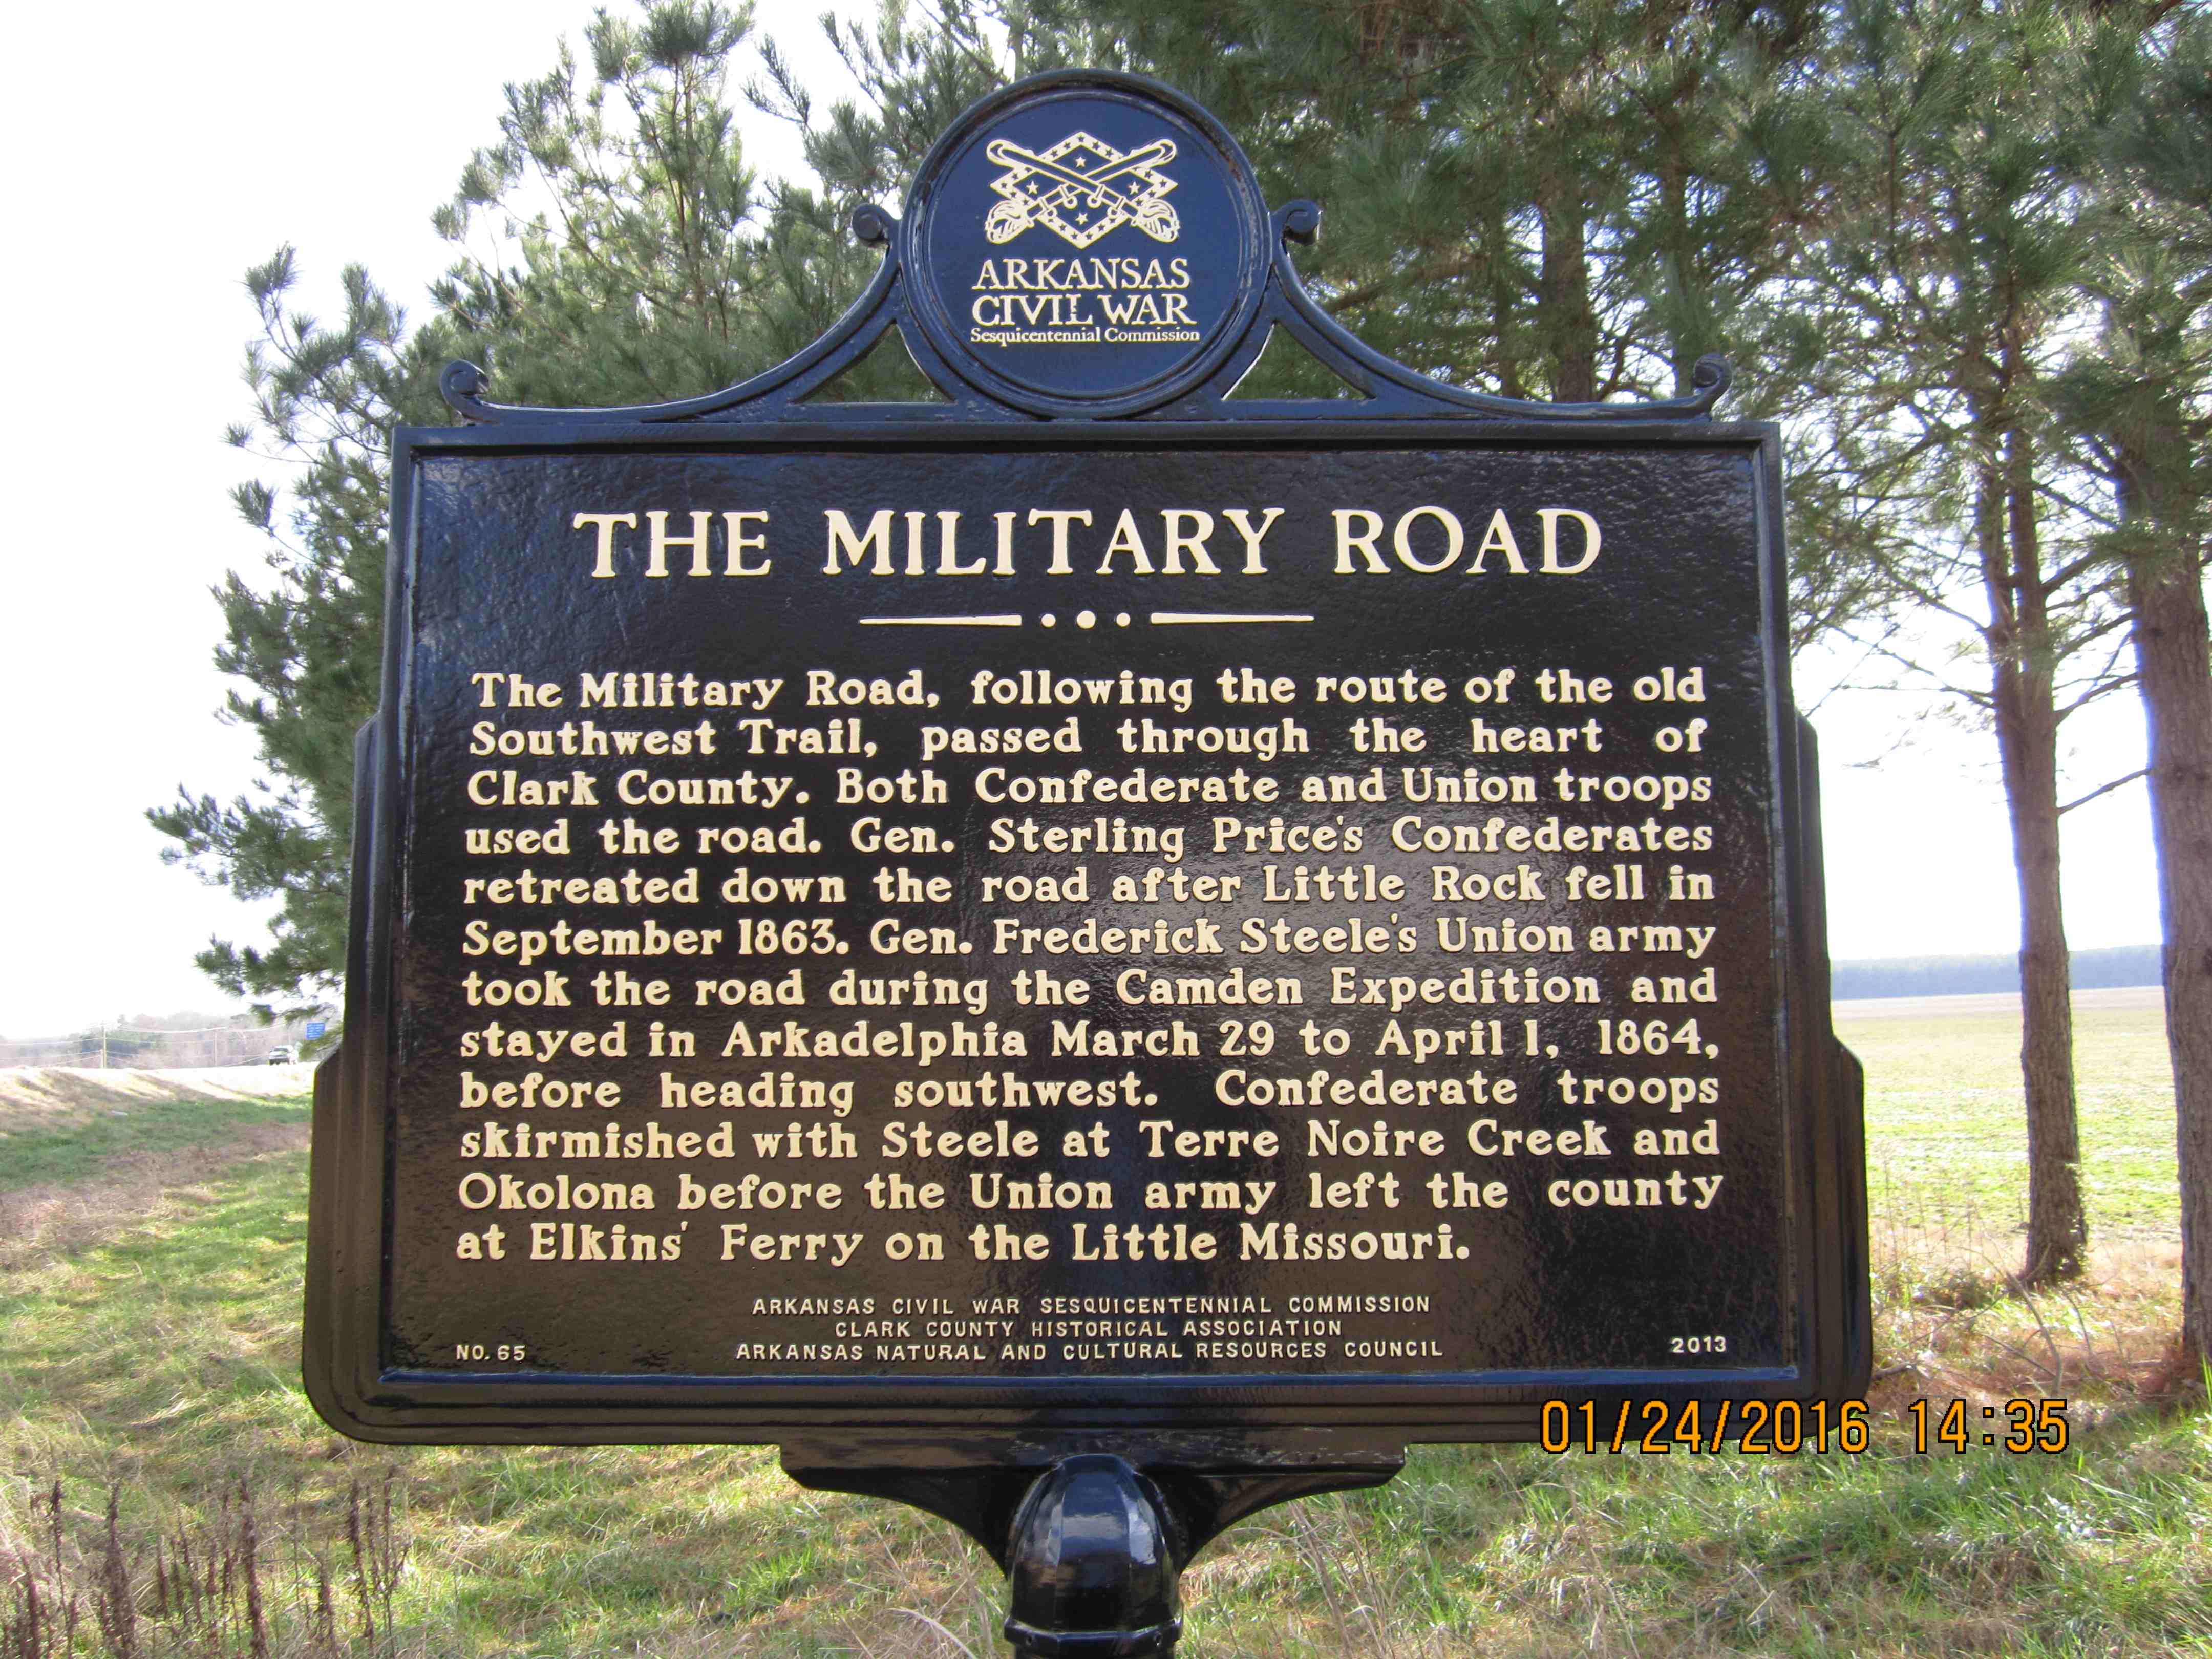 ARKANSAS
CIVIL WAR
Sesquicentennial Commission
THE MILITARY ROAD
The Military Road, following the route of the old
Southwest Trail, passed through the heart of
Clark County. Both Confederate and Union troops
used the road. Gen. Sterling Price's Confederates
retreated down the road after Little Rock fell in
September 1863. Gen. Frederick Steele's Union army
took the road during the Camden Expedition and
stayed in Arkadelphia March 29 to April 1, 1864,
before heading southwest. Confederate troops
skirmished with Steele at Terre Noire Creek and
Okolona before the Union army left the county
at Elkins' Ferry on the Little Missouri.
ARKANSAS CIVIL WAR SESQUICENTENNIAL COMMISSION
CLARK COUNTY HISTORICAL ASSOCIATION
NO. 65 ARKANSAS NATURAL AND CULTURAL RESOURCES COUNCIL 2013
01/24/2016 14:35